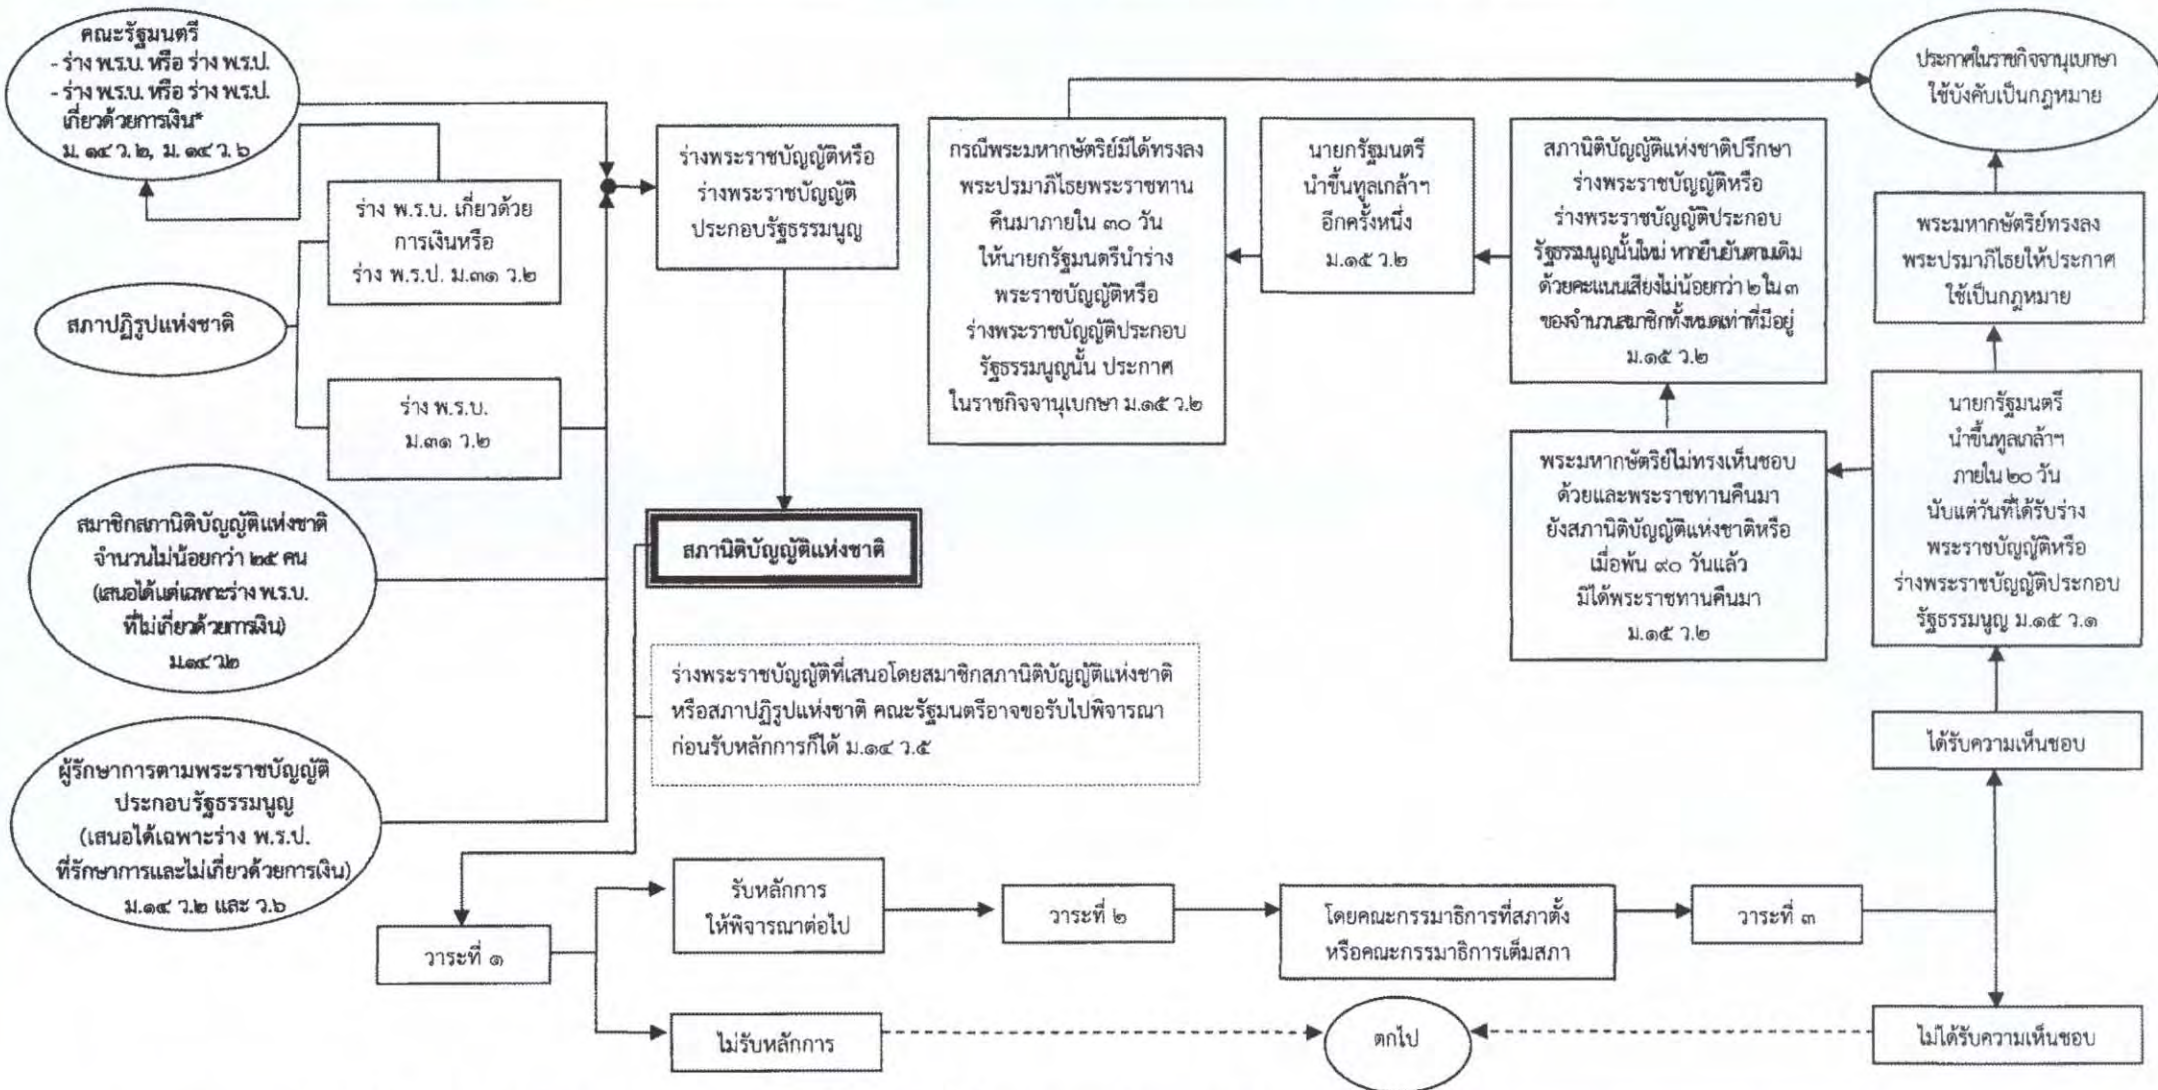 คณะรัฐมนตรี
- ร่าง พ.ร.บ. หรือ ร่าง พ.ร.ป.
- ร่าง พ.ร.บ. หรือ ร่าง พ.ร.ป.
เกี่ยวด้วยการเงิน*
ม. ๑๔ ว. ๒, ม. ๑๔ ว. ๖
ร่าง พ.ร.บ. เกี่ยวด้วย
การเงินหรือ
ร่าง พ.ร.ป. ม.๓๑ ว.๒
สภาปฏิรูปแห่งชาติ
ร่าง พ.ร.บ.
ม.๓๑ ว.๒
สมาชิกสภานิติบัญญัติแห่งชาติ
จำนวนไม่น้อยกว่า ๒๕ คน
(เสนอได้แต่เฉพาะร่าง พ.ร.บ.
ที่ไม่เกี่ยวด้วยการเงิน)
ม.๑๔ ว.๒
ผู้รักษาการตามพระราชบัญญัติ
ประกอบรัฐธรรมนูญ
(เสนอได้เฉพาะร่าง พ.ร.ป.
ที่รักษาการและไม่เกี่ยวด้วยการเงิน)
ม.๑๔ ว.๒ และ ว.๖
ร่างพระราชบัญญัติหรือ
ร่างพระราชบัญญัติ
ประกอบรัฐธรรมนูญ
สภานิติบัญญัติแห่งชาติ
ร่างพระราชบัญญัติที่เสนอโดยสมาชิกสภานิติบัญญัติแห่งชาติ
หรือสภาปฏิรูปแห่งชาติ คณะรัฐมนตรีอาจขอรับไปพิจารณา
ก่อนรับหลักการก็ได้ ม.๑๔ ว.๕
วาระที่ ๑
รับหลักการ
ให้พิจารณาต่อไป
ไม่รับหลักการ
วาระที่ ๒
โดยคณะกรรมาธิการที่สภาตั้ง
หรือคณะกรรมาธิการเต็มสภา
วาระที่ ๓
ตกไป
ไม่ได้รับความเห็นชอบ
ได้รับความเห็นชอบ
นายกรัฐมนตรี
นำขึ้นทูลเกล้าฯ
ภายใน ๒๐ วัน
นับแต่วันที่ได้รับร่าง
พระราชบัญญัติหรือ
ร่างพระราชบัญญัติประกอบ
รัฐธรรมนูญ ม.๑๕ ว.๑
พระมหากษัตริย์ทรงลง
พระปรมาภิไธยให้ประกาศ
ใช้เป็นกฎหมาย
ประกาศในราชกิจจานุเบกษา
ใช้บังคับเป็นกฎหมาย
พระมหากษัตริย์ไม่ทรงเห็นชอบ
ด้วยและพระราชทานคืนมา
ยังสภานิติบัญญัติแห่งชาติหรือ
เมื่อพ้น ๙๐ วันแล้ว
มิได้พระราชทานคืนมา
ม.๑๕ ว.๒
สภานิติบัญญัติแห่งชาติปรึกษา
ร่างพระราชบัญญัติหรือ
ร่างพระราชบัญญัติประกอบ
รัฐธรรมนูญนั้นใหม่ หากยืนยันตามเดิม
ด้วยคะแนนเสียงไม่น้อยกว่า ๒ ใน ๓
ของจำนวนสมาชิกทั้งหมดเท่าที่มีอยู่
ม.๑๕ ว.๒
นายกรัฐมนตรี
นำขึ้นทูลเกล้าฯ
อีกครั้งหนึ่ง
ม.๑๕ ว.๒
กรณีพระมหากษัตริย์มิได้ทรงลง
พระปรมาภิไธยพระราชทาน
คืนมาภายใน ๓๐ วัน
ให้นายกรัฐมนตรีนำร่าง
พระราชบัญญัติหรือ
ร่างพระราชบัญญัติประกอบ
รัฐธรรมนูญนั้น ประกาศ
ในราชกิจจานุเบกษา ม.๑๕ ว.๒